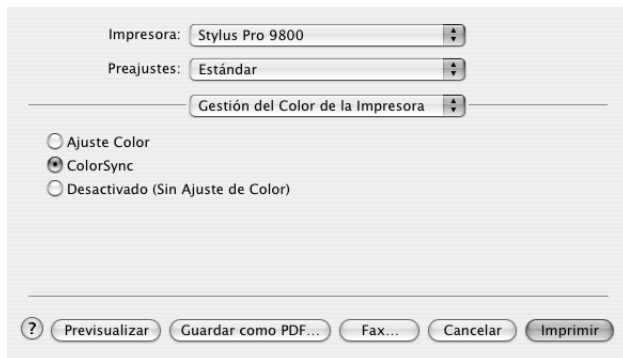 Impresora: Stylus Pro 9800
Preajustes: Estándar
Gestión del Color de la Impresora
Ajuste Color
ColorSync
Desactivado (Sin Ajuste de Color)
? Previsualizar Guardar como PDF... Fax... Cancelar Imprimir